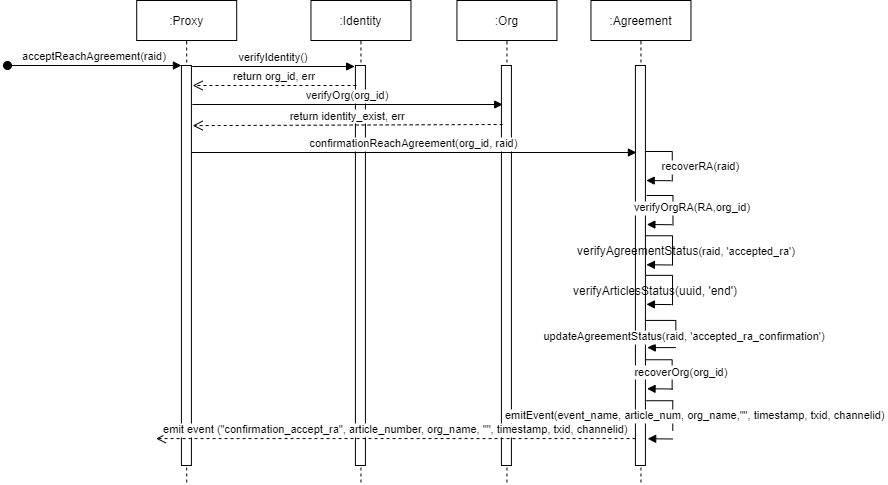 :Proxy
:Identity
:Org
:Agreement
acceptReachAgreement(raid)
verifyIdentity()
return org_id, err
verifyOrg(org_id)
return identity_exist, err
confirmationReachAgreement(org_id, raid)
recoverRA(raid)
verifyOrgRA(RA,org_id)
verifyAgreementStatus(raid, 'accepted_ra')
verifyArticlesStatus(uuid, 'end')
updateAgreementStatus(raid, 'accepted_ra_confirmation')
recoverOrg(org_id)
emitEvent(event_name, article_num, org_name,"", timestamp, txid, channelid)
emit event ("confirmation_accept_ra", article_number, org_name, "", timestamp, txid, channelid)